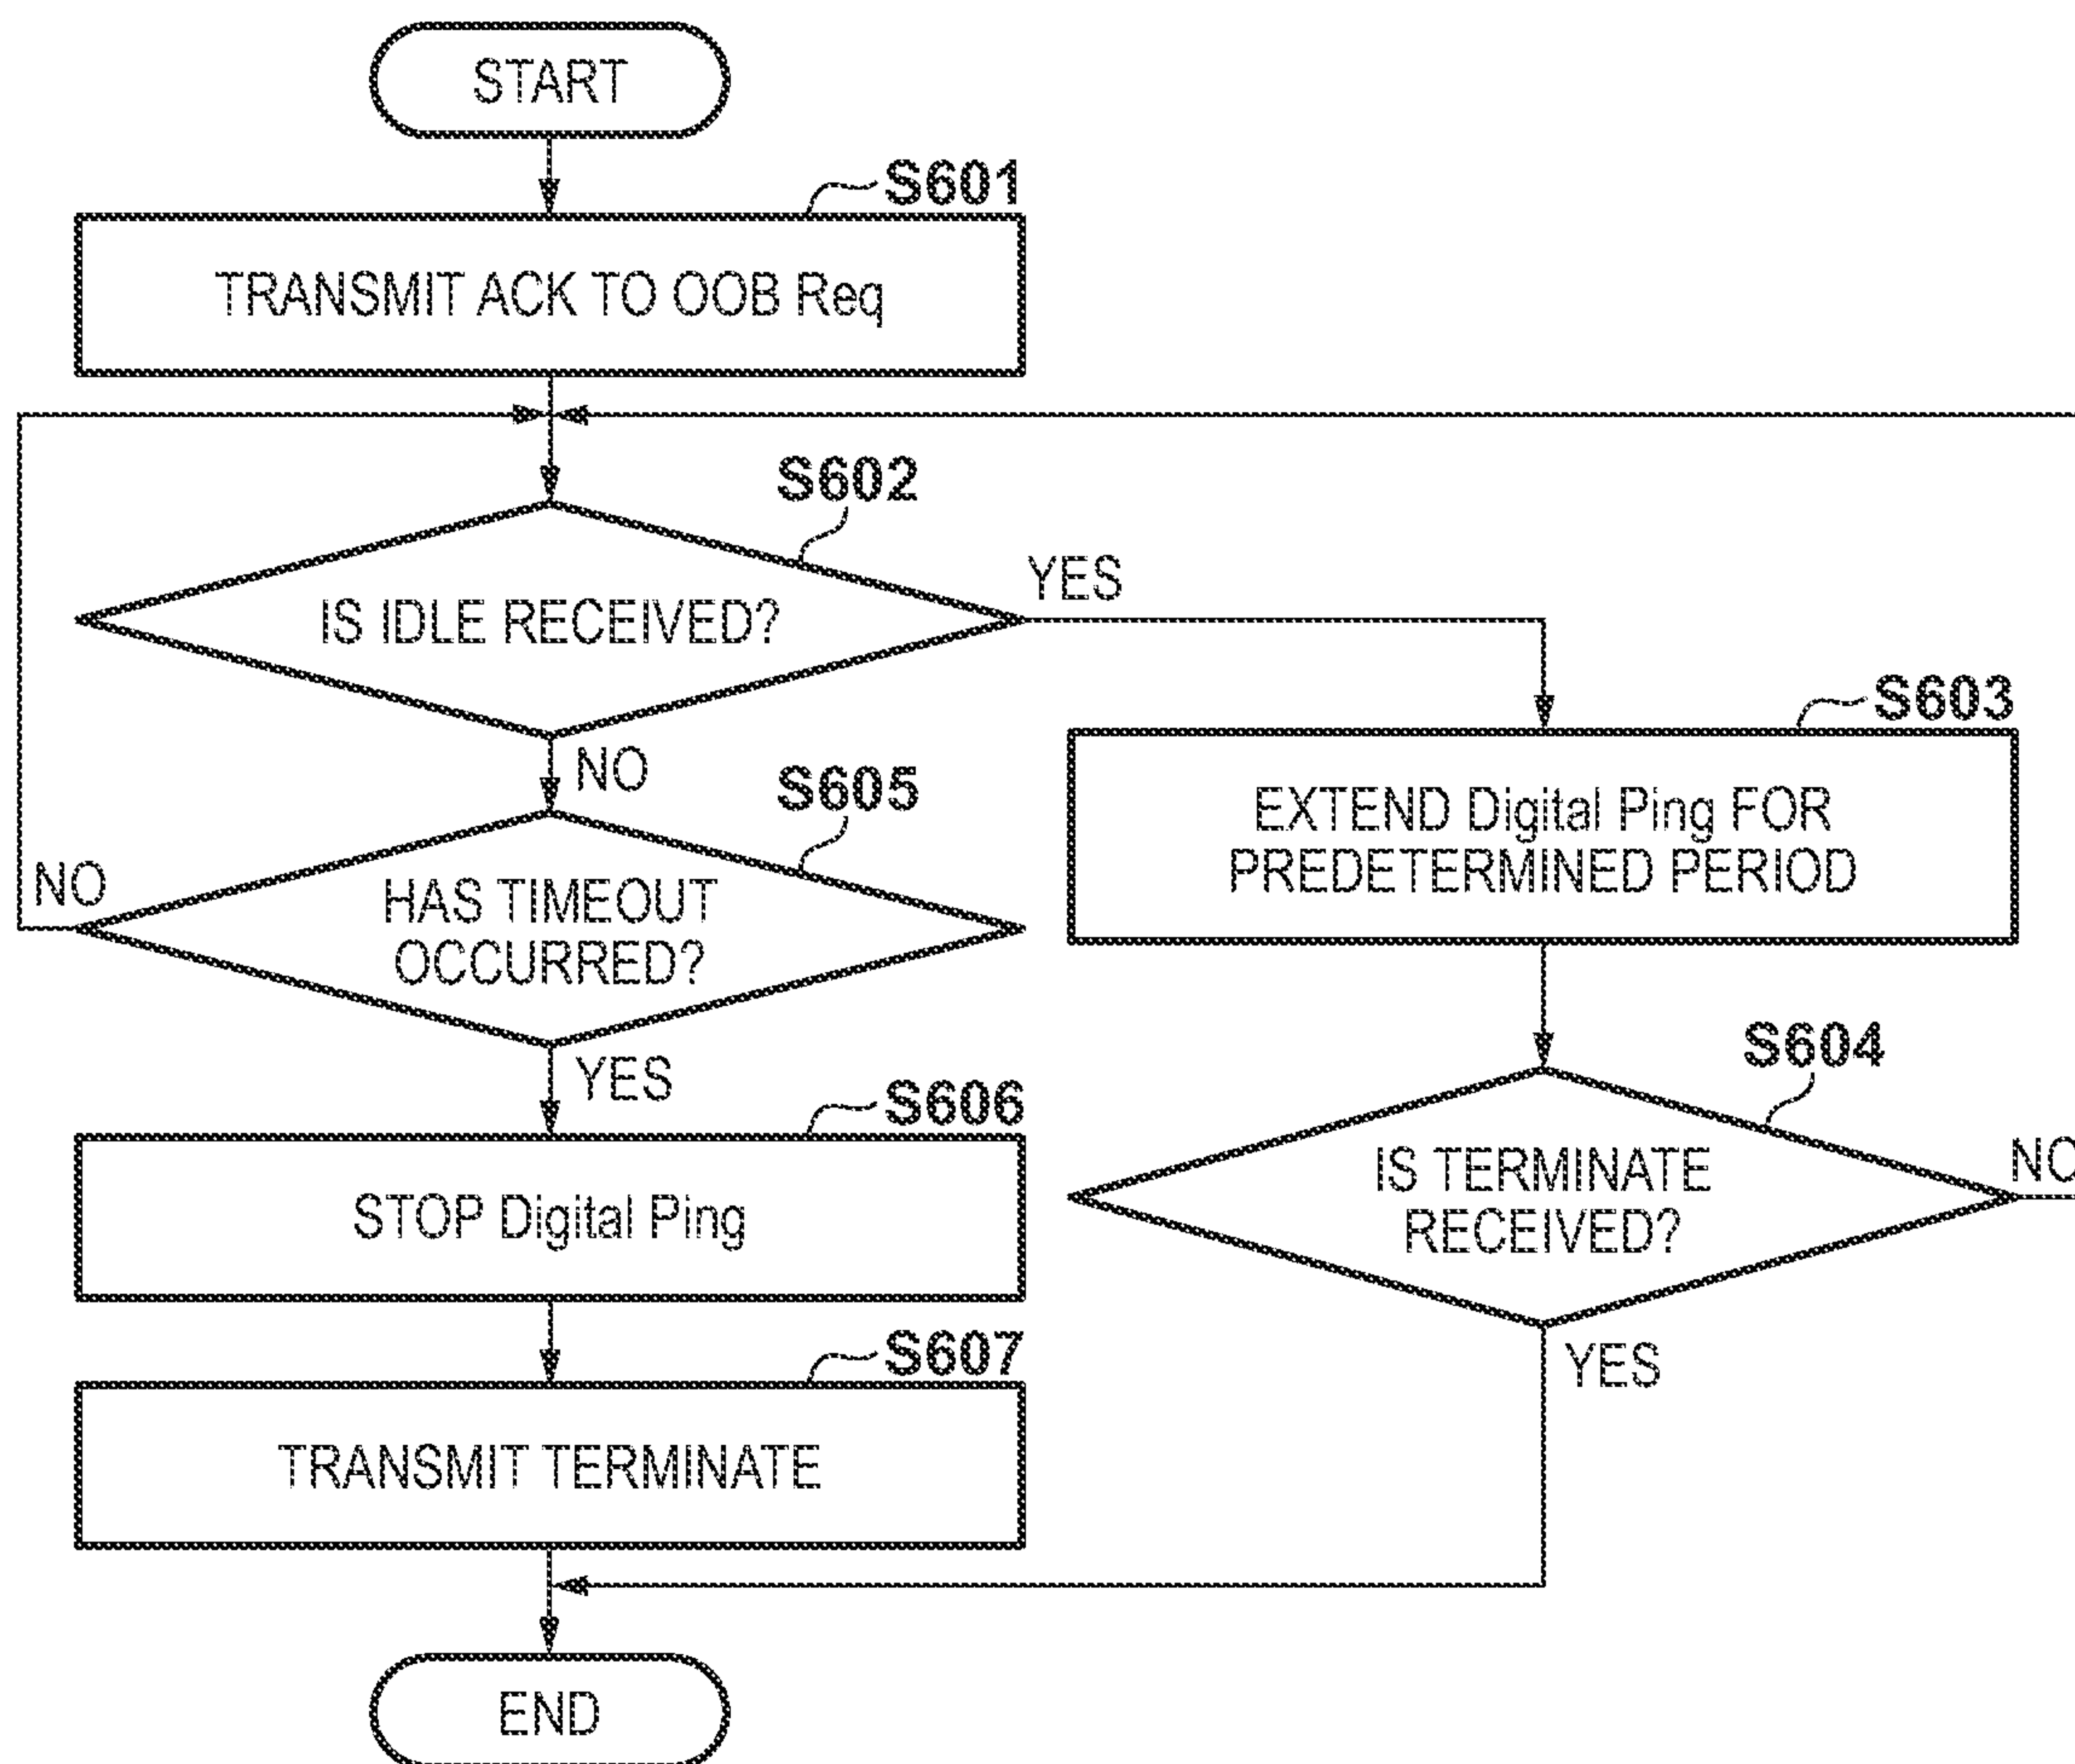 START
S601
TRANSMIT ACK TO OOB Req
S602
IS IDLE RECEIVED?
YES
NO
S603
EXTEND Digital Ping FOR
PREDETERMINED PERIOD
S605
HAS TIMEOUT
OCCURRED?
NO
YES
S604
IS TERMINATE
RECEIVED?
NO
YES
S606
STOP Digital Ping
S607
TRANSMIT TERMINATE
END